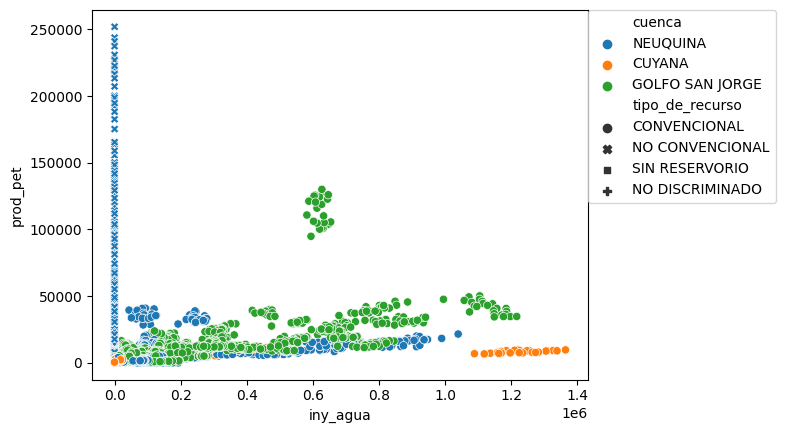 250000
200000
150000
100000
50000
0
prod_pet
0.0 0.2 0.4 0.6 0.8 1.0 1.2 1.4
1e6
iny_agua
cuenca
NEUQUINA
CUYANA
GOLFO SAN JORGE
tipo_de_recurso
CONVENCIONAL
NO CONVENCIONAL
SIN RESERVORIO
NO DISCRIMINADO